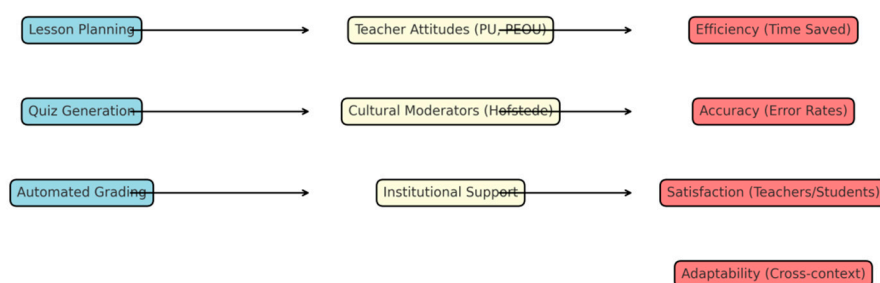 Lesson Planning
Teacher Attitudes (PU, PEOU)
Efficiency (Time Saved)
Quiz Generation
Cultural Moderators (Hofstede)
Accuracy (Error Rates)
Automated Grading
Institutional Support
Satisfaction (Teachers/Students)
Adaptability (Cross-context)